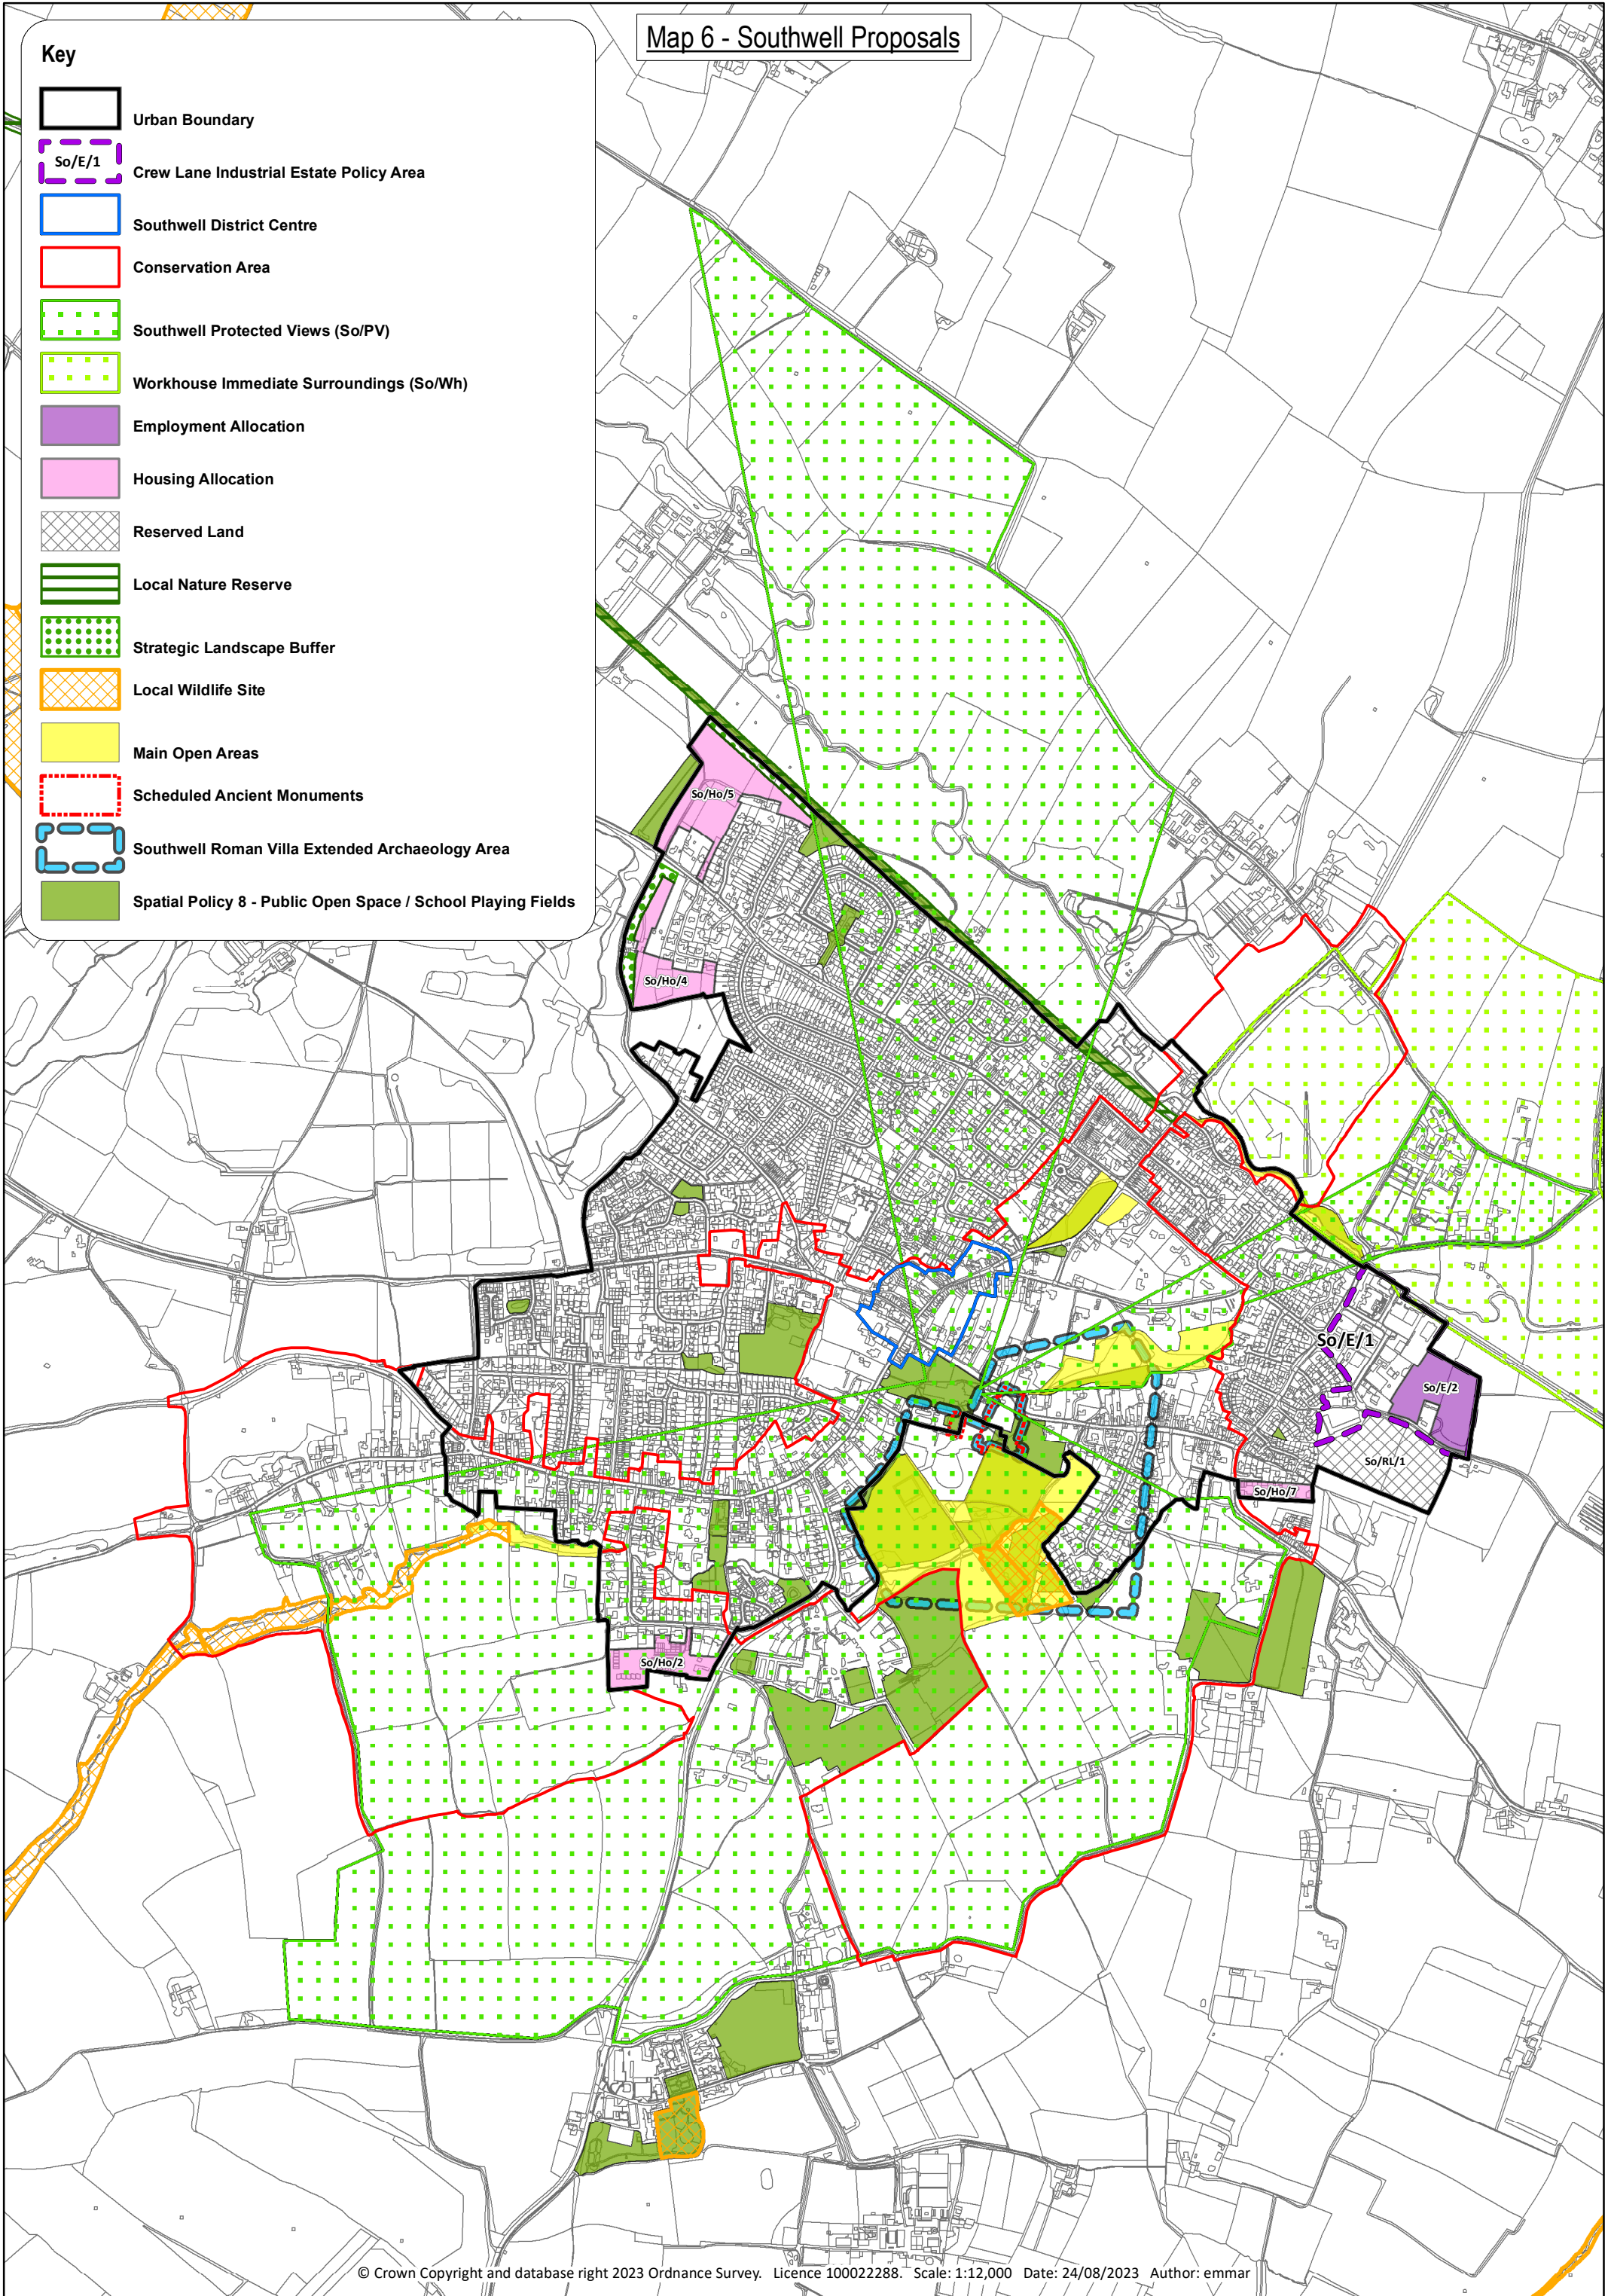 Map 6 - Southwell Proposals
Key
Urban Boundary
So/E/1
Crew Lane Industrial Estate Policy Area
Southwell District Centre
Conservation Area
Southwell Protected Views (So/PV)
Workhouse Immediate Surroundings (So/Wh)
Employment Allocation
Housing Allocation
Reserved Land
Local Nature Reserve
Strategic Landscape Buffer
Local Wildlife Site
Main Open Areas
Scheduled Ancient Monuments
Southwell Roman Villa Extended Archaeology Area
Spatial Policy 8 - Public Open Space / School Playing Fields
So/Ho/5
So/Ho/4
So/E/1
So/E/2
So/RL/1
So/Ho/7
So/Ho/2
© Crown Copyright and database right 2023 Ordnance Survey. Licence 100022288. Scale: 1:12,000 Date: 24/08/2023 Author: emmar